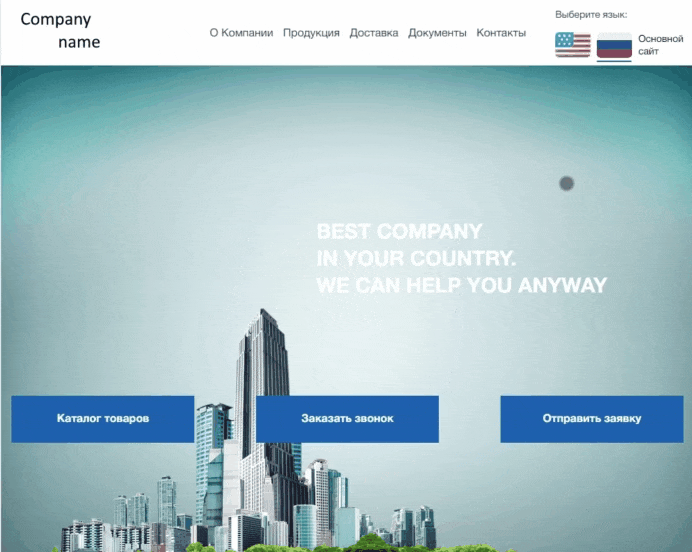 Company
name
О Компании Продукция Доставка Документы Контакты
Выберите язык:
Основной
сайт
BEST COMPANY
IN YOUR COUNTRY.
WE CAN HELP YOU ANYWAY
Каталог товаров
Заказать звонок
Отправить заявку